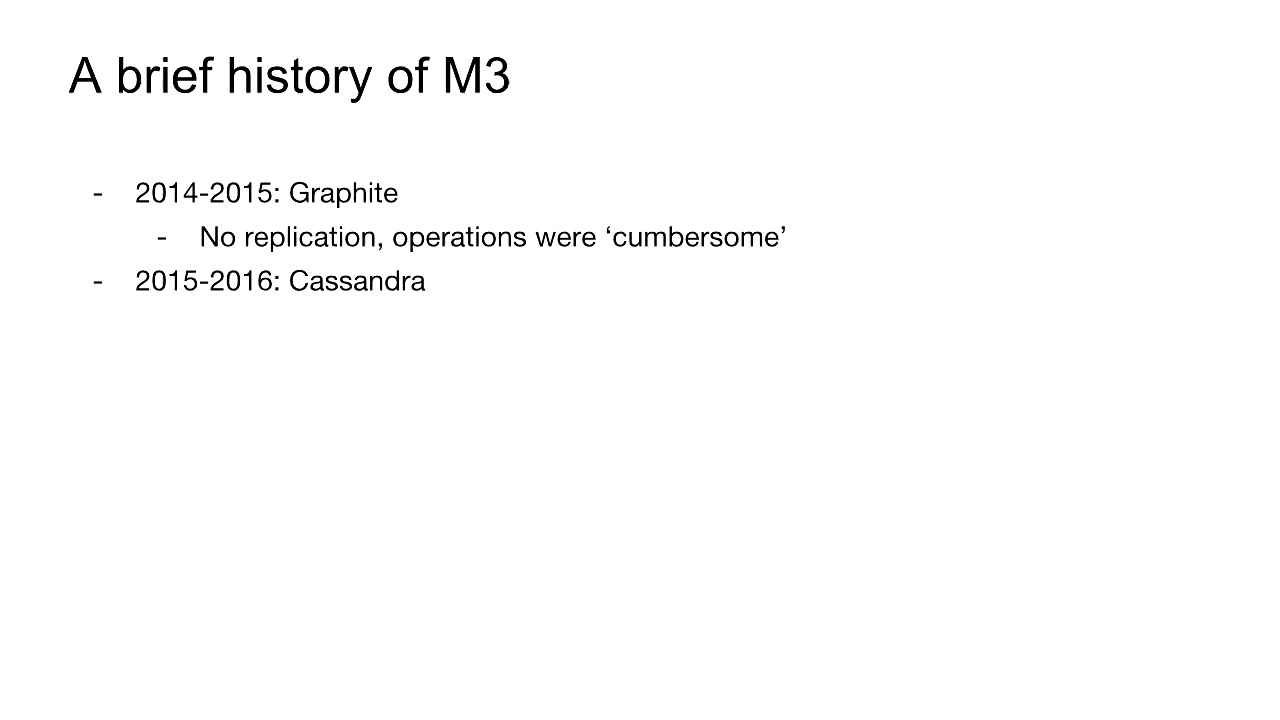 A brief history of M3
- 2014-2015: Graphite
- No replication, operations were ‘cumbersome’
- 2015-2016: Cassandra